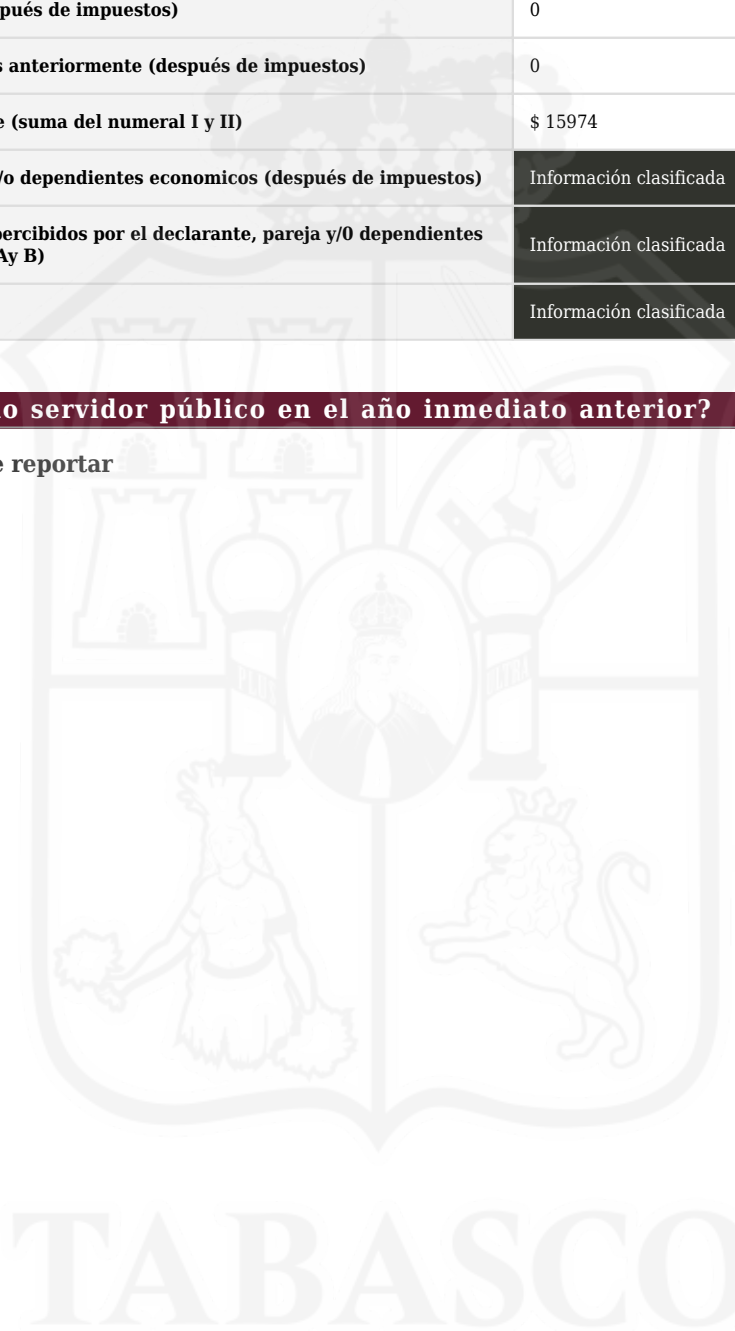 pués de impuestos)
0
s anteriormente (después de impuestos)
0
e (suma del numeral I y II)
$ 15974
/o dependientes economicos (después de impuestos)
Información clasificada
percibidos por el declarante, pareja y/0 dependientes
Ay B)
Información clasificada
Información clasificada
o servidor público en el año inmediato anterior?
e reportar
PLUS
ULTRA
TABASCO